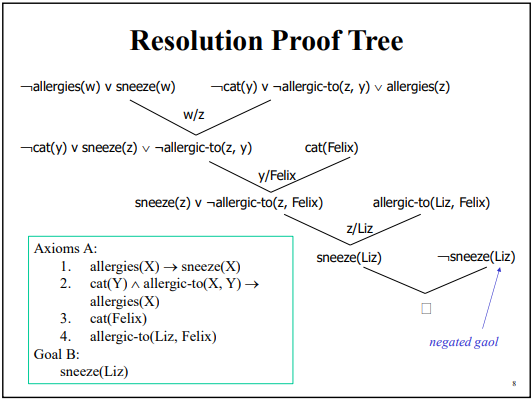 Resolution Proof Tree
¬allergies(w) v sneeze(w)
¬cat(y) v ¬allergic-to(z, y) ∨ allergies(z)
w/z
¬cat(y) v sneeze(z) ∨ ¬allergic-to(z, y)
cat(Felix)
y/Felix
sneeze(z) v ¬allergic-to(z, Felix)
allergic-to(Liz, Felix)
z/Liz
sneeze(Liz)
¬sneeze(Liz)
negated gaol
Axioms A:
1. allergies(X) → sneeze(X)
2. cat(Y) ∧ allergic-to(X, Y) →
allergies(X)
3. cat(Felix)
4. allergic-to(Liz, Felix)
Goal B:
sneeze(Liz)
8